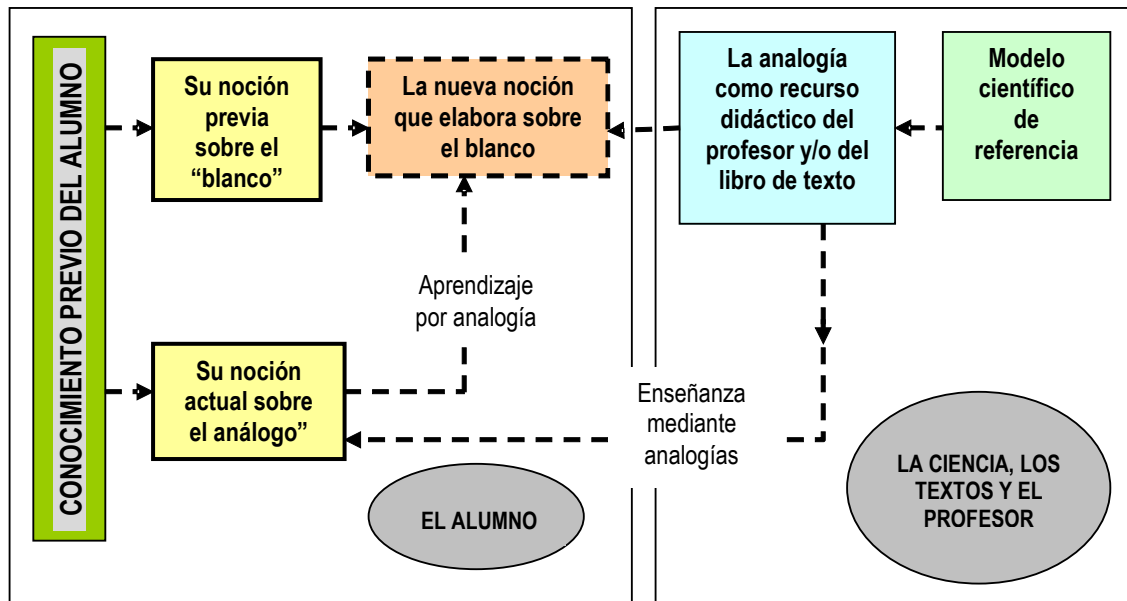 CONOCIMIENTO PREVIO DEL ALUMNO
Su noción
previa
sobre el
“blanco”
La nueva noción
que elabora sobre
el blanco
La analogía
como recurso
didáctico del
profesor y/o del
libro de texto
Modelo
científico
de
referencia
Aprendizaje
por analogía
Su noción
actual sobre
el análogo”
Enseñanza
mediante
analogías
EL ALUMNO
LA CIENCIA, LOS
TEXTOS Y EL
PROFESOR